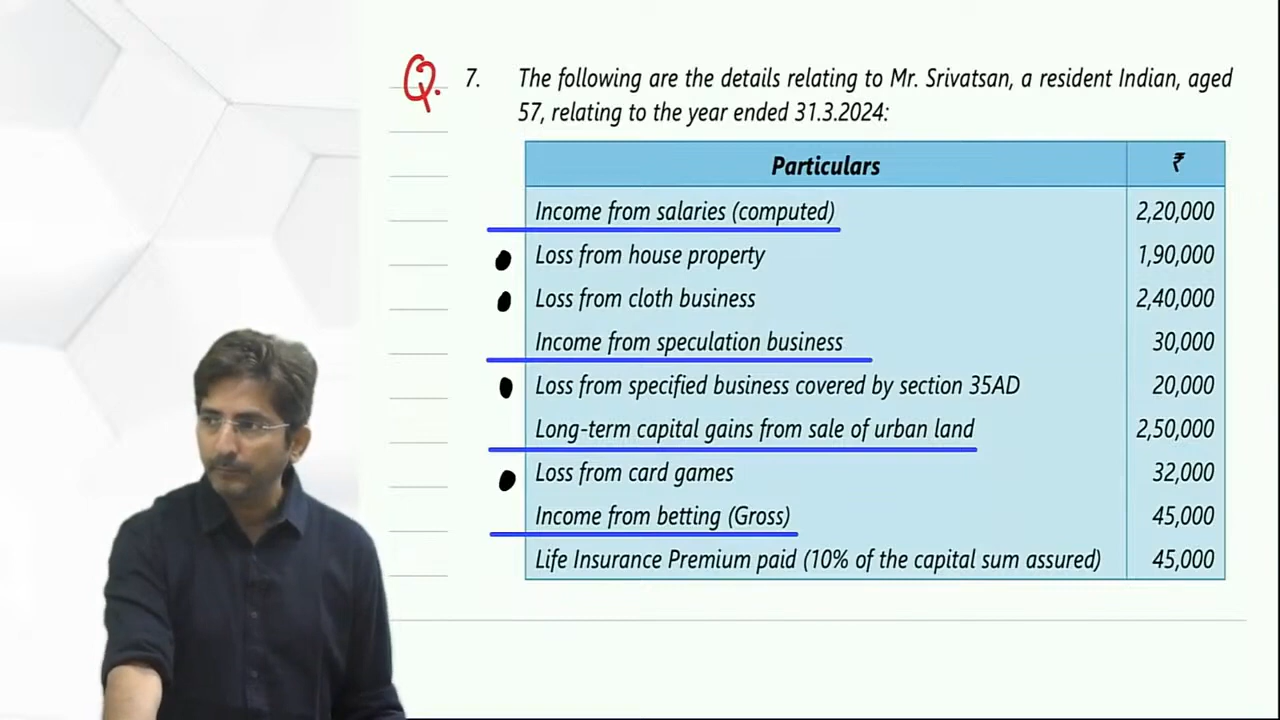 Q.
7. The following are the details relating to Mr. Srivatsan, a resident Indian, aged
57, relating to the year ended 31.3.2024:
Particulars ₹
Income from salaries (computed) 2,20,000
Loss from house property 1,90,000
Loss from cloth business 2,40,000
Income from speculation business 30,000
Loss from specified business covered by section 35AD 20,000
Long-term capital gains from sale of urban land 2,50,000
Loss from card games 32,000
Income from betting (Gross) 45,000
Life Insurance Premium paid (10% of the capital sum assured) 45,000